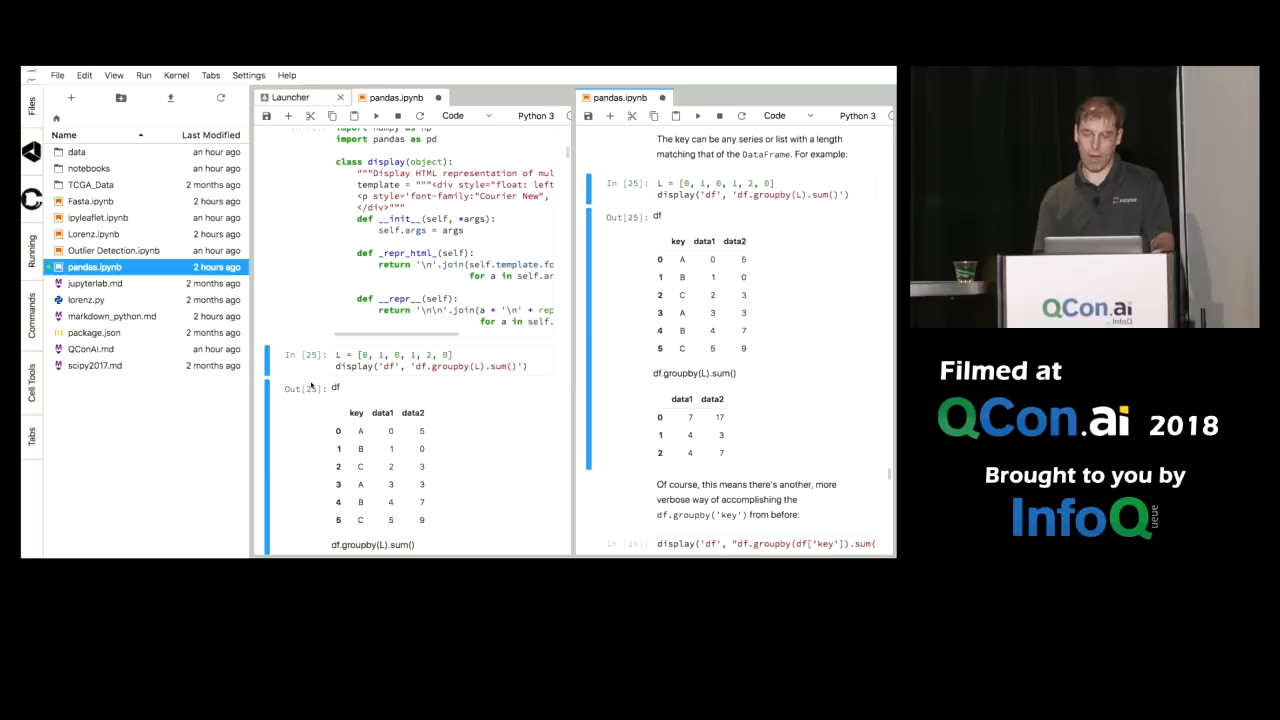 File Edit View Run Kernel Tabs Settings Help
Files
Running
Commands
Cell Tools
Tabs
Name Last Modified
data an hour ago
notebooks an hour ago
TCGA_Data 2 months ago
Fasta.ipynb 2 hours ago
ipyleaflet.ipynb an hour ago
Lorenz.ipynb 2 hours ago
Outlier Detection.ipynb an hour ago
pandas.ipynb 2 hours ago
jupyterlab.md 2 months ago
lorenz.py 2 months ago
markdown_python.md an hour ago
package.json 2 months ago
QConAI.md an hour ago
scipy2017.md 2 months ago
Launcher
pandas.ipynb
Code Python 3
import numpy as np
import pandas as pd
class display(object):
"""Display HTML representation of mul
template = """<div style="float: left
<p style='font-family:"Courier New",
</div>"""
def __init__(self, *args):
self.args = args
def _repr_html_(self):
return '\n'.join(self.template.fo
for a in self.ar
def __repr__(self):
return '\n\n'.join(a + '\n' + rep
for a in self.
In [25]: L = [0, 1, 0, 1, 2, 0]
display('df', 'df.groupby(L).sum()')
Out[25]: df
key data1 data2
0 A 0 5
1 B 1 0
2 C 2 3
3 A 3 3
4 B 4 7
5 C 5 9
df.groupby(L).sum()
pandas.ipynb
Code Python 3
The key can be any series or list with a length
matching that of the DataFrame. For example:
In [25]: L = [0, 1, 0, 1, 2, 0]
display('df', 'df.groupby(L).sum()')
Out[25]: df
key data1 data2
0 A 0 5
1 B 1 0
2 C 2 3
3 A 3 3
4 B 4 7
5 C 5 9
df.groupby(L).sum()
data1 data2
0 7 17
1 4 3
2 4 7
Of course, this means there's another, more
verbose way of accomplishing the
df.groupby('key') from before:
In [26]: display('df', "df.groupby(df['key']).sum(
jupyter
QCon.ai
by InfoQ
Filmed at
QCon.ai 2018
Brought to you by
InfoQ
ueue